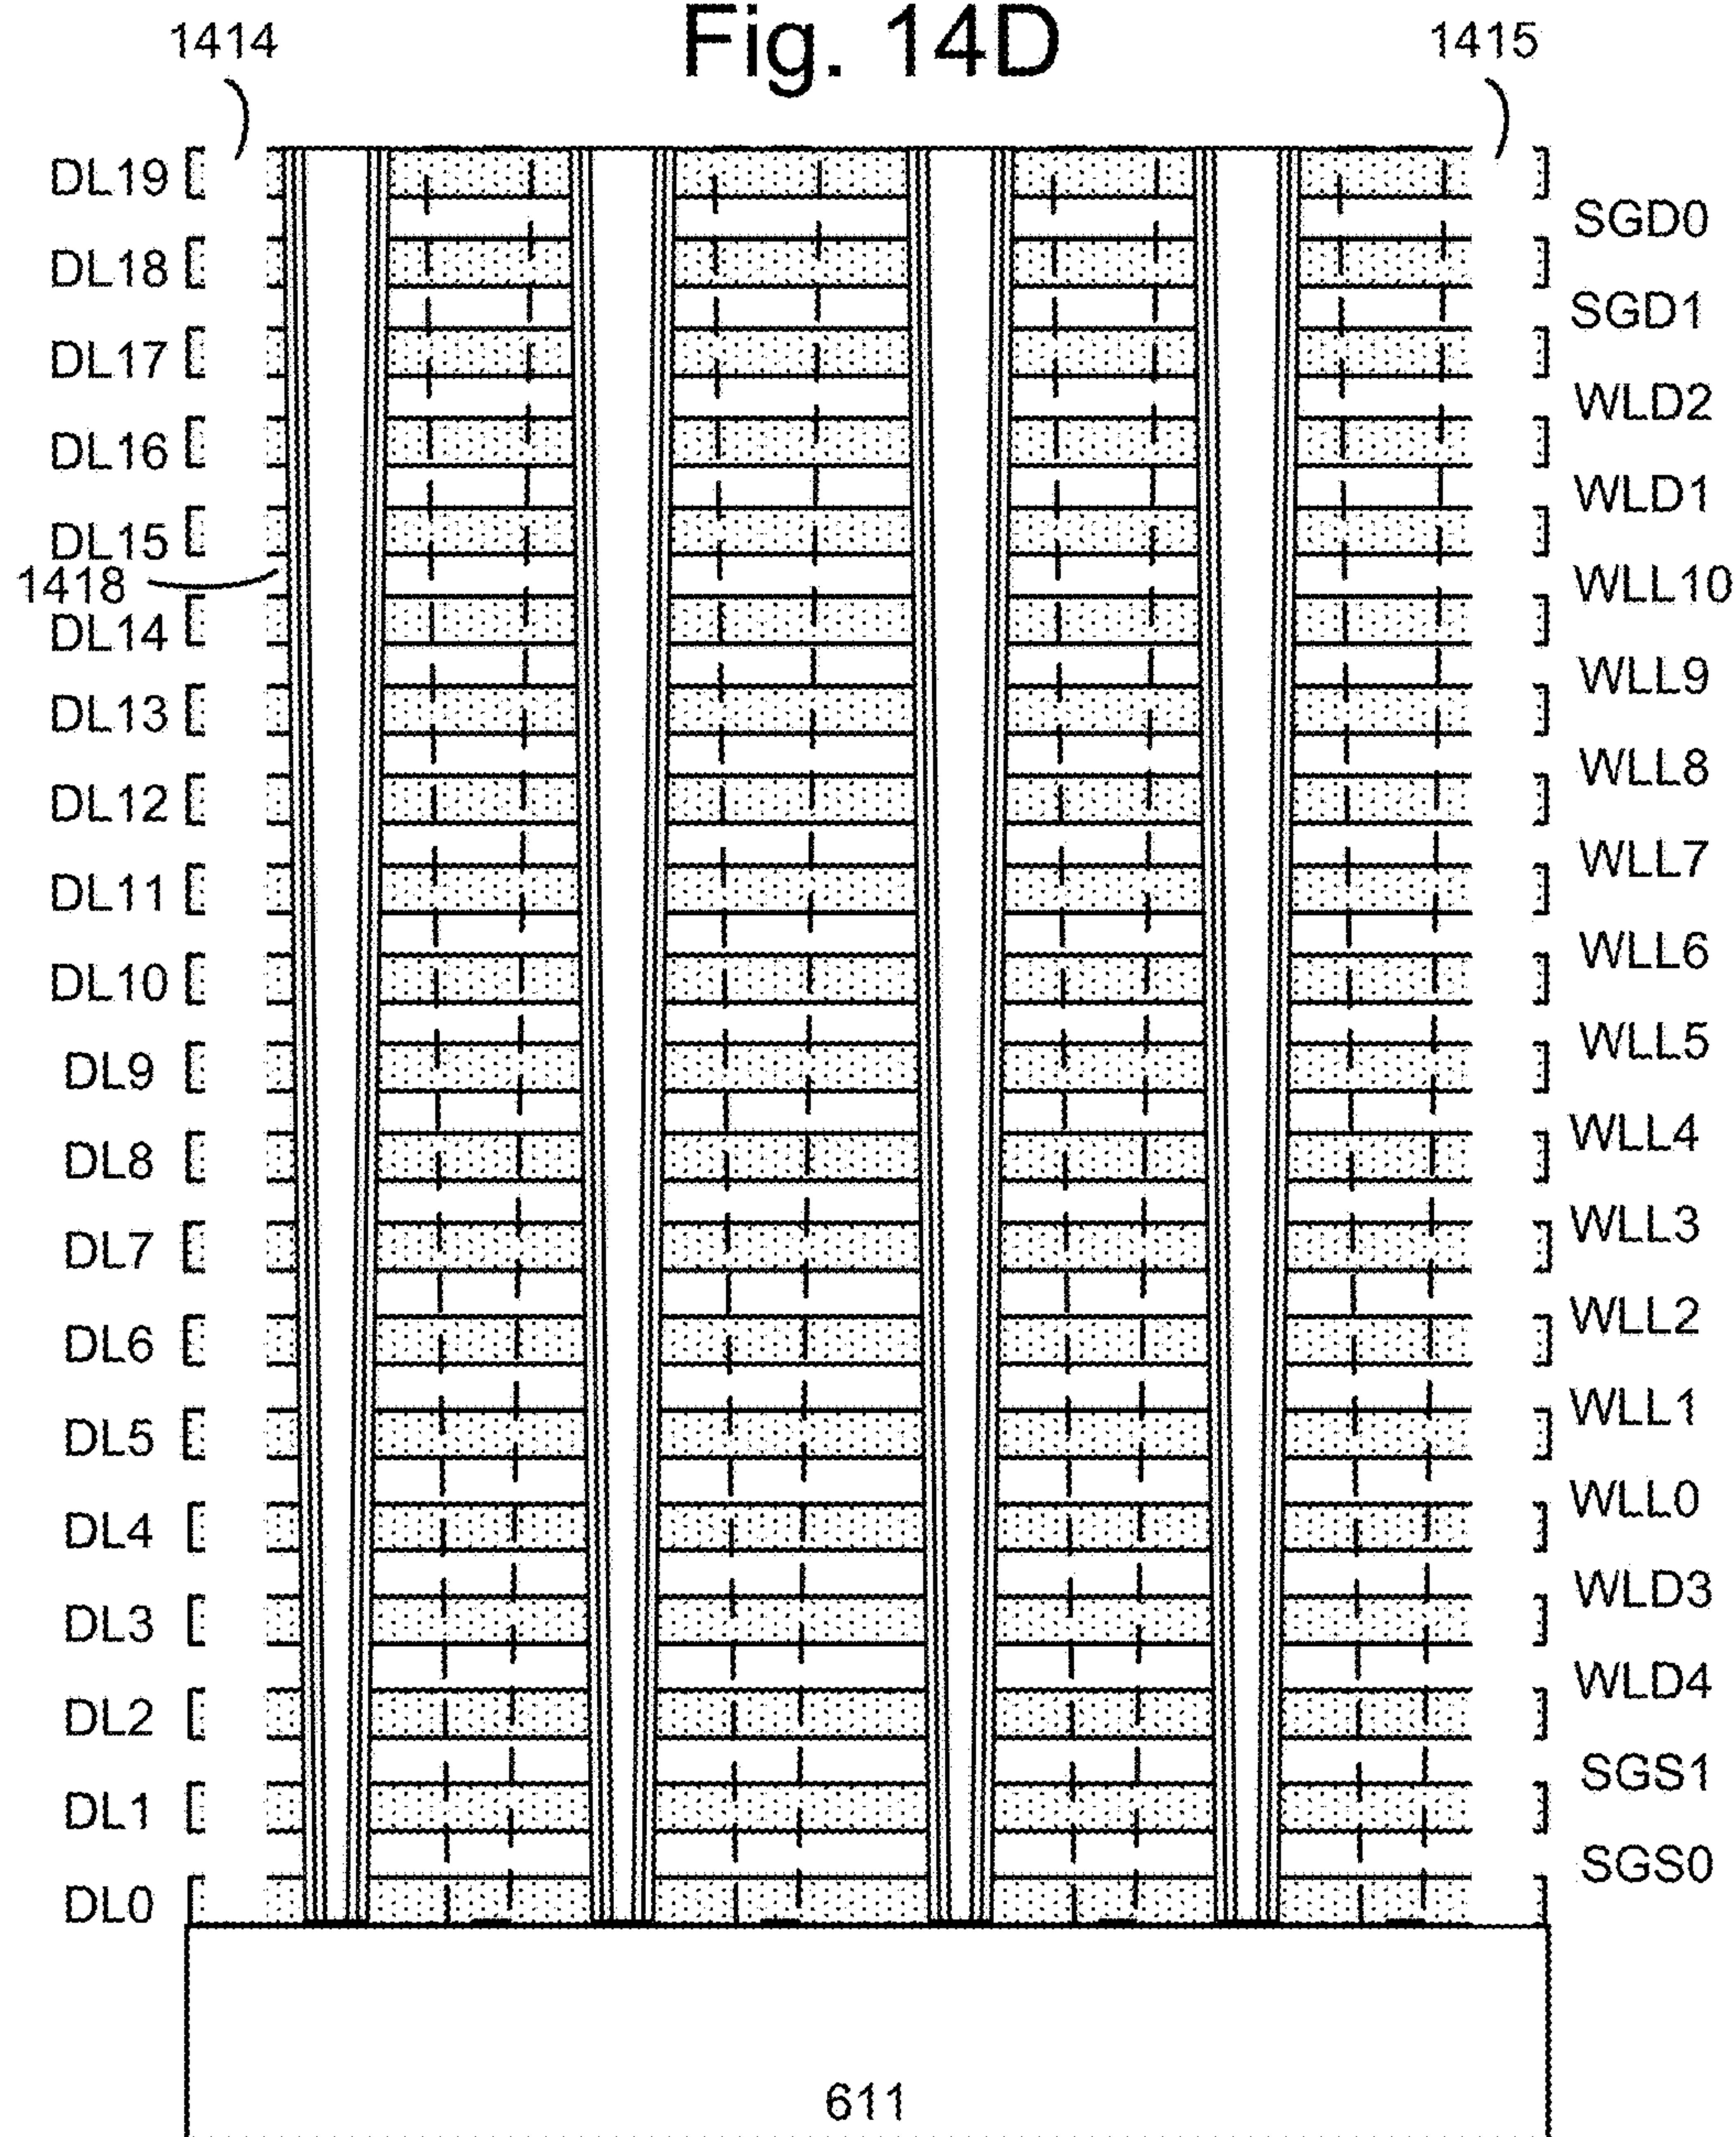 Fig. 14D
1414
1415
DL19
SGD0
DL18
SGD1
DL17
WLD2
DL16
WLD1
DL15
WLL10
1418
DL14
WLL9
DL13
WLL8
DL12
WLL7
DL11
WLL6
DL10
WLL5
DL9
WLL4
DL8
WLL3
DL7
WLL2
DL6
WLL1
DL5
WLL0
DL4
WLD3
DL3
WLD4
DL2
SGS1
DL1
SGS0
DL0
611